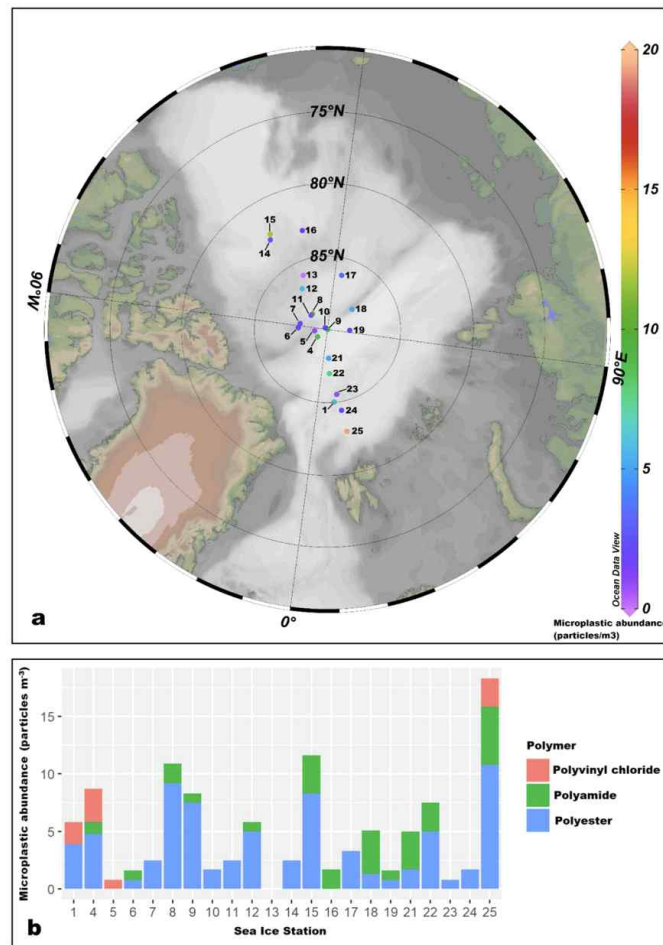 20
15
10
5
0
75°N
80°N
85°N
90°W
90°E
0°
15
14
16
13
12
17
11
8
7
6
10
9
18
19
5
4
21
22
23
1
24
25
Ocean Data View
Microplastic abundance
(particles/m3)
a
Microplastic abundance (particles m⁻³)
15
10
5
0
1 4 5 6 7 8 9 10 11 12 13 14 15 16 17 18 19 21 22 23 24 25
Sea Ice Station
Polymer
Polyvinyl chloride
Polyamide
Polyester
b